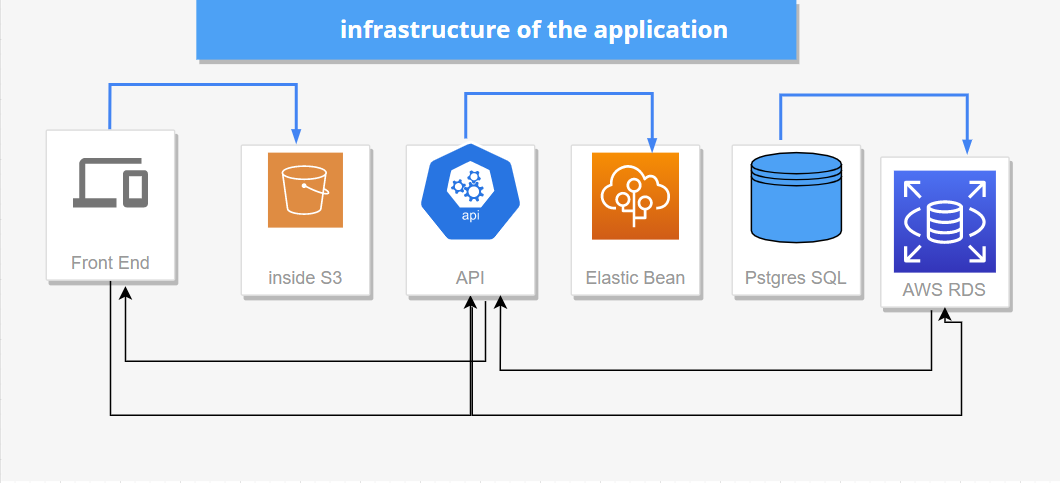 infrastructure of the application
api
Front End
inside S3
API
Elastic Bean
Pstgres SQL
AWS RDS